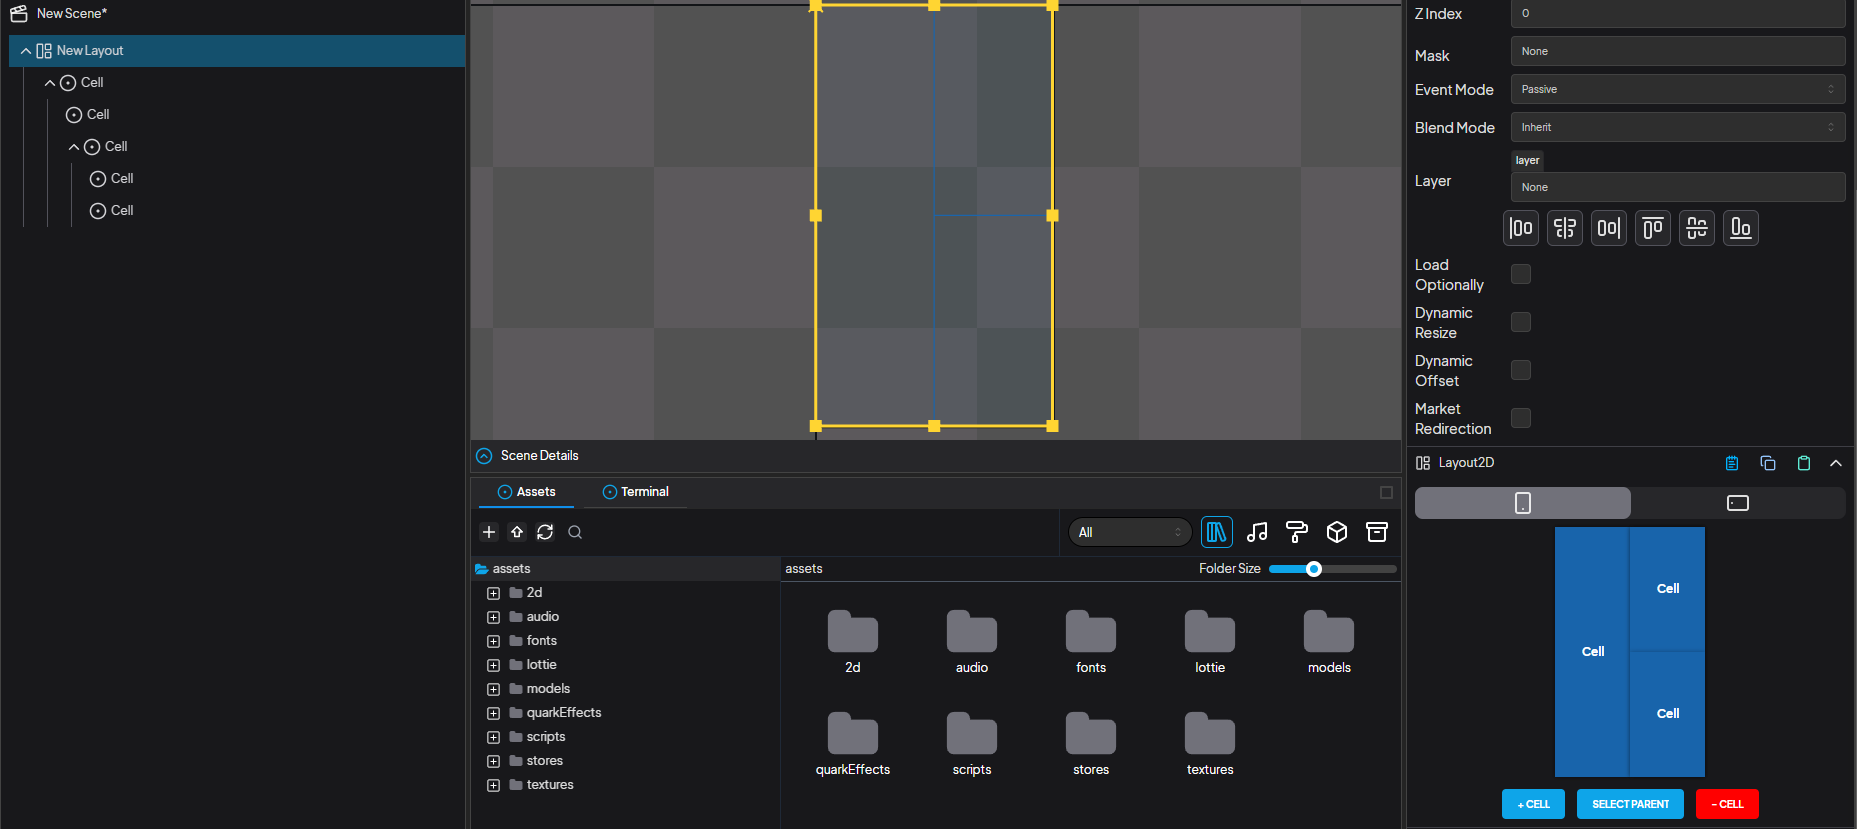 New Scene*
New Layout
Cell
Cell
Cell
Cell
Cell
Scene Details
Assets
Terminal
All
assets
2d
audio
fonts
lottie
models
quarkEffects
scripts
stores
textures
assets
Folder Size
2d
audio
fonts
lottie
models
quarkEffects
scripts
stores
textures
Z Index
0
Mask
None
Event Mode
Passive
Blend Mode
Inherit
layer
Layer
None
Load
Optionally
Dynamic
Resize
Dynamic
Offset
Market
Redirection
Layout2D
Cell
Cell
Cell
+ CELL
SELECT PARENT
- CELL